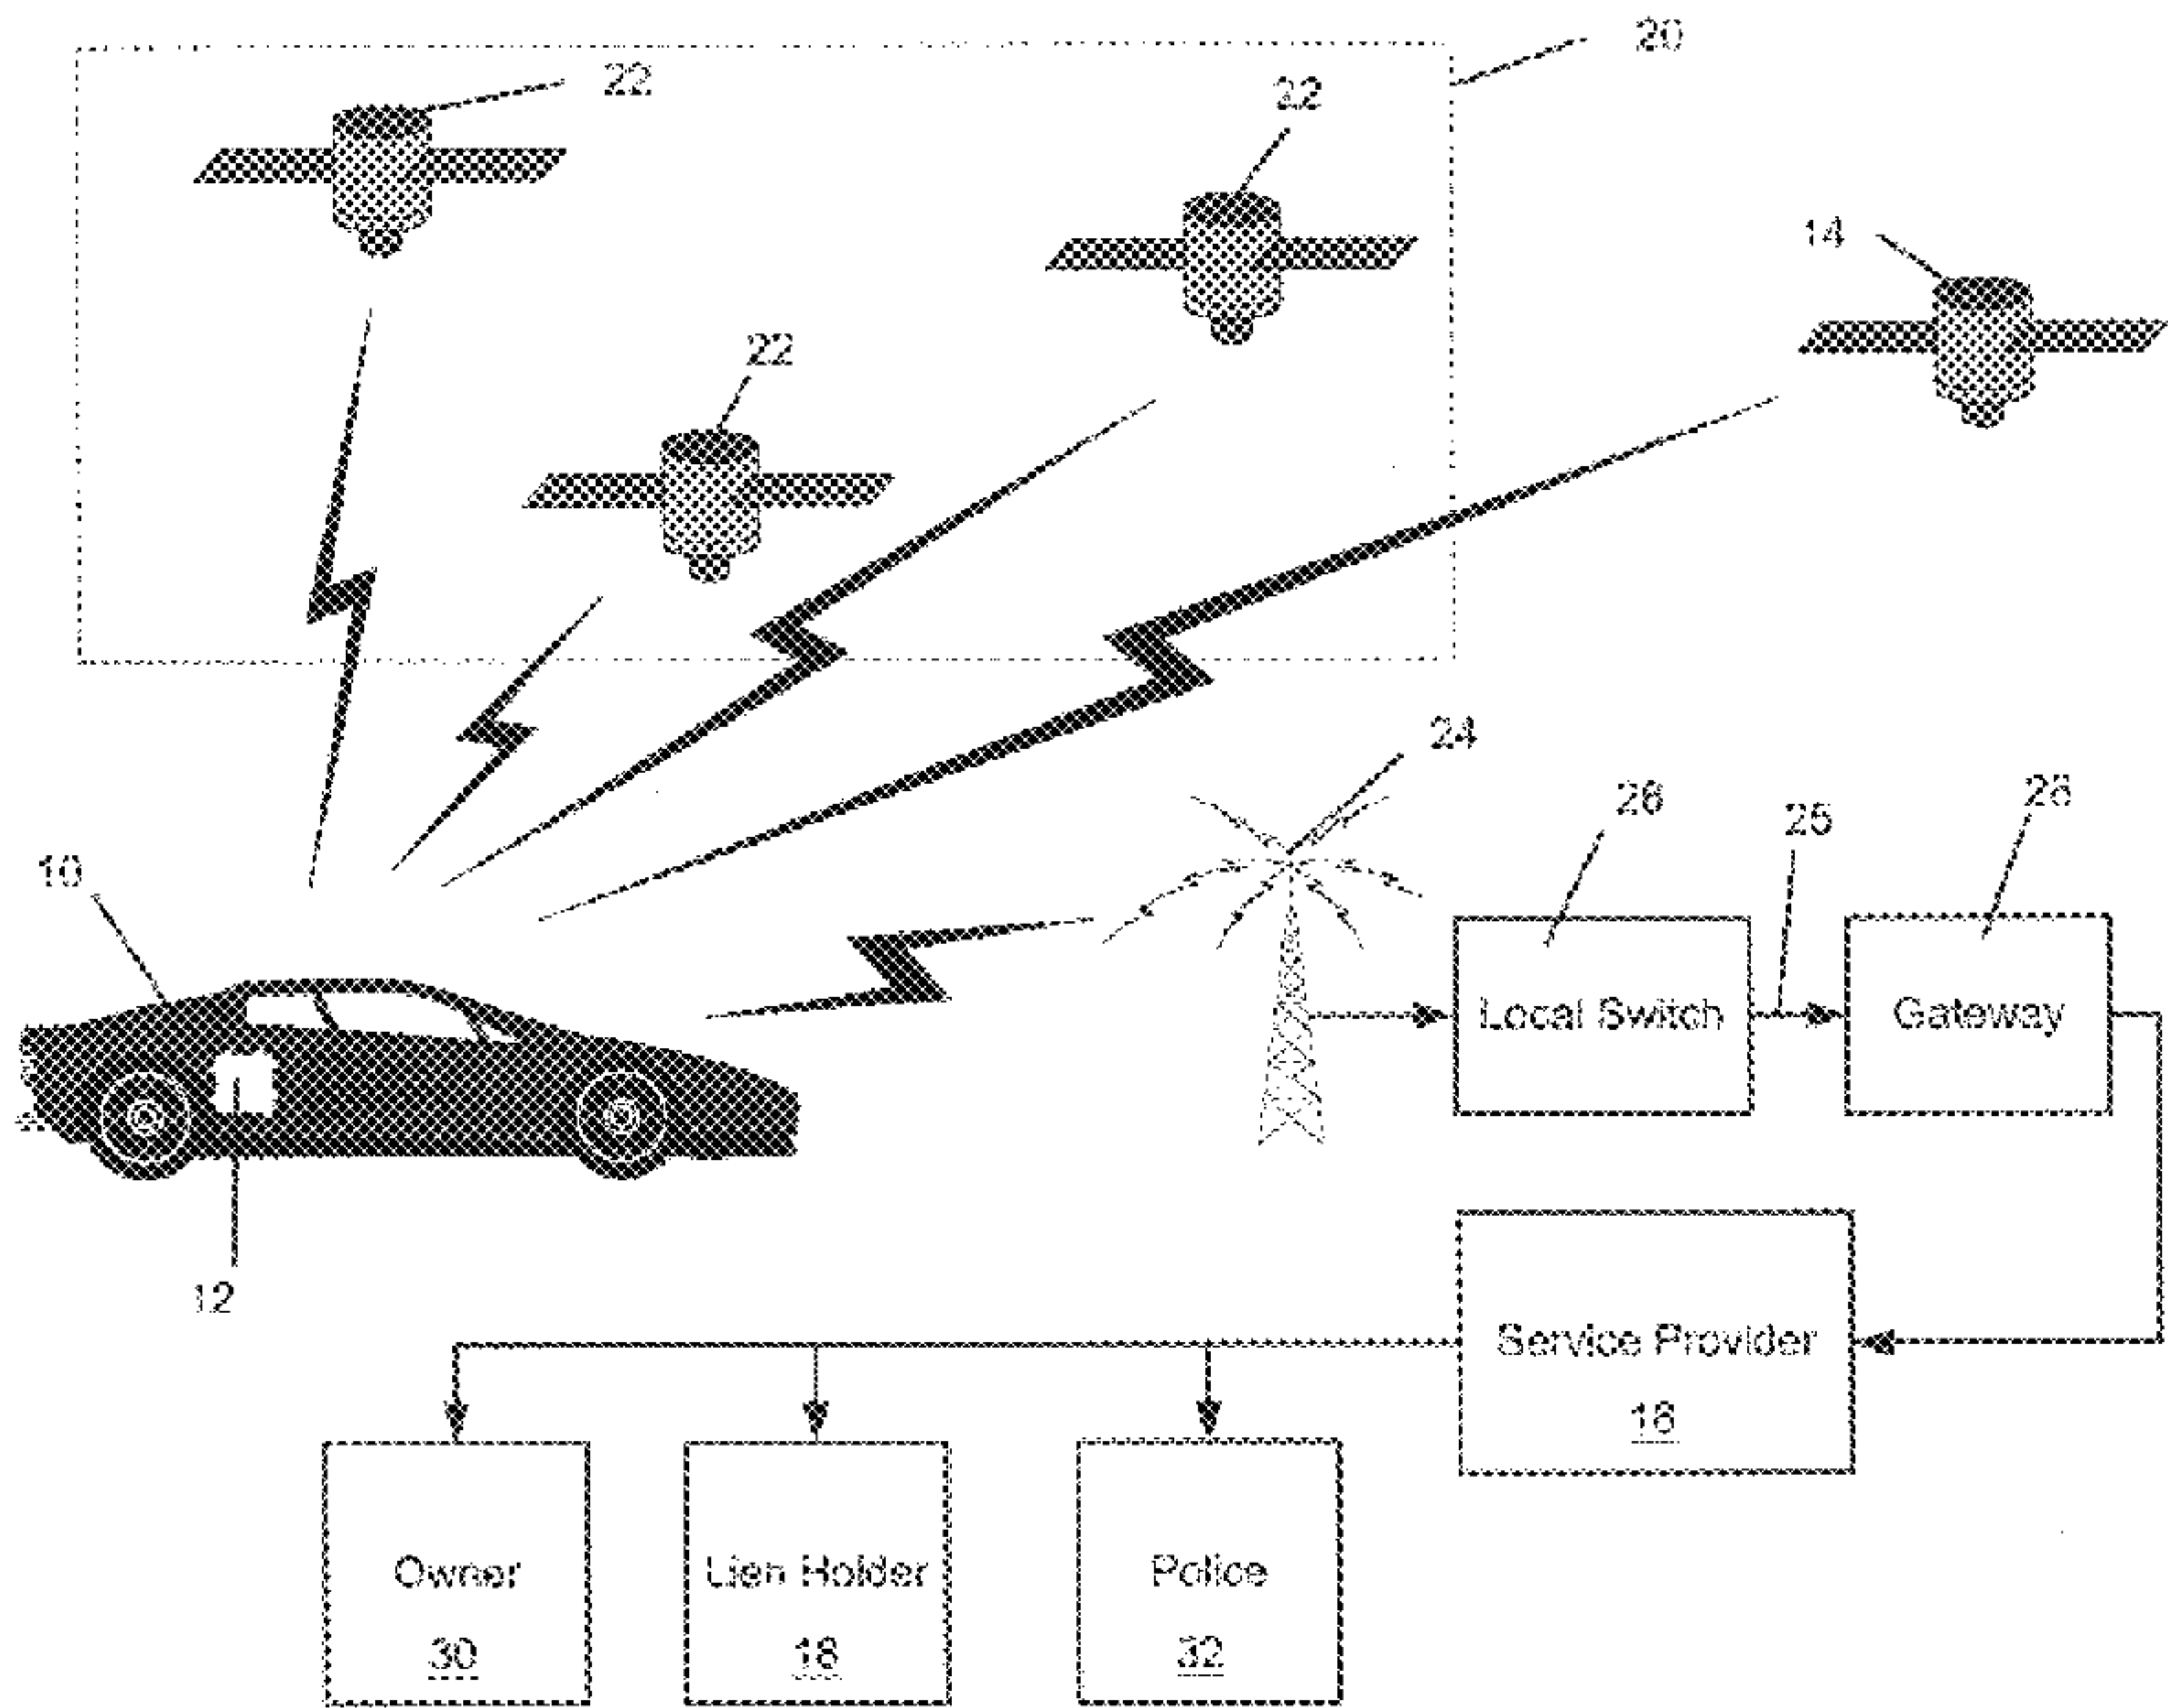 20
22
22
14
22
24
26
25
28
10
Local Switch
Gateway
12
Service Provider
16
Owner
Lien Holder
Police
30
18
32